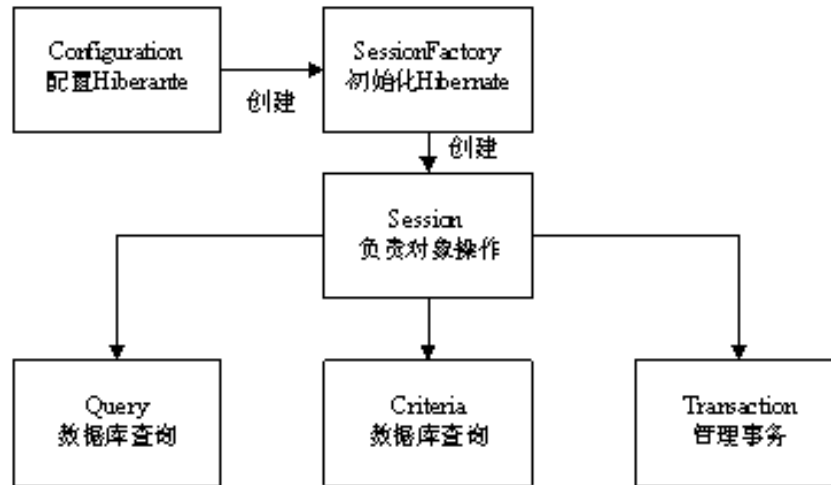 Configuration
配置Hiberante
创建
SessionFactory
初始化Hibernate
创建
Session
负责对象操作
Query
数据库查询
Criteria
数据库查询
Transaction
管理事务